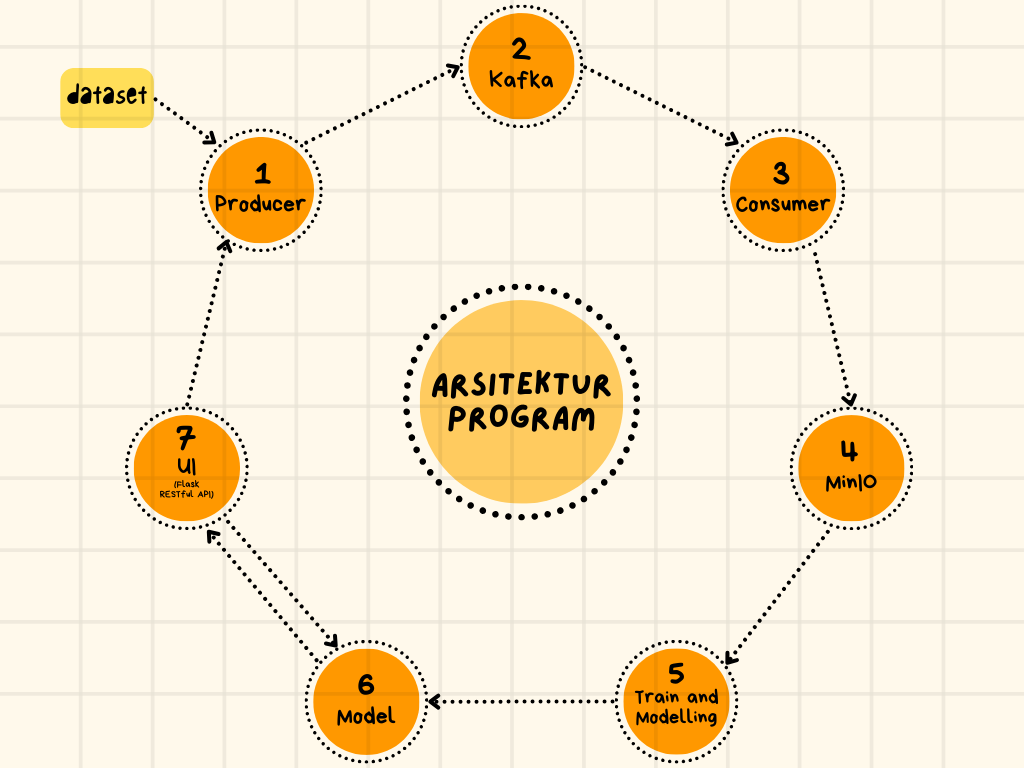 dataset
1
Producer
2
Kafka
3
Consumer
4
MinIO
5
Train and
Modelling
6
Model
7
UI
(Flask
RESTful API)
ARSITEKTUR
PROGRAM